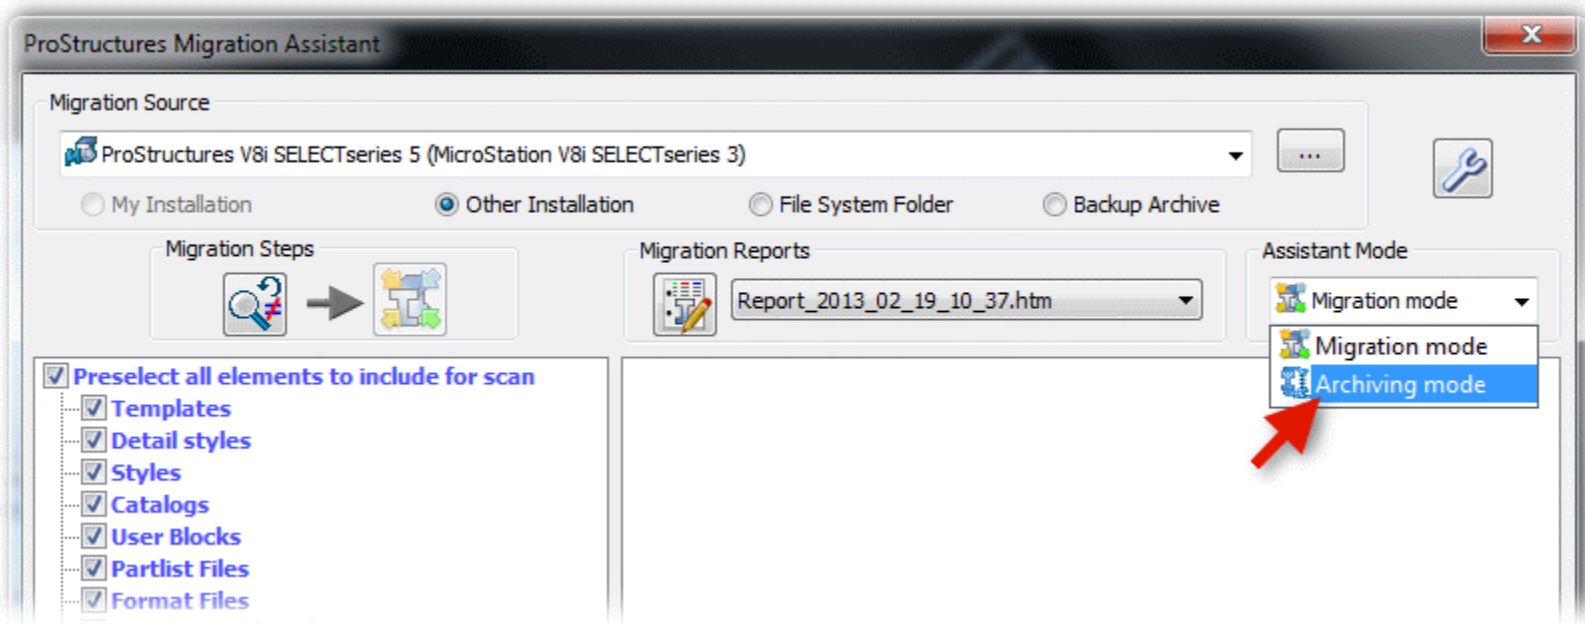 ProStructures Migration Assistant
x
Migration Source
ProStructures V8i SELECTseries 5 (MicroStation V8i SELECTseries 3)
...
My Installation
Other Installation
File System Folder
Backup Archive
Migration Steps
Migration Reports
Assistant Mode
Report_2013_02_19_10_37.htm
Migration mode
Migration mode
Archiving mode
Preselect all elements to include for scan
Templates
Detail styles
Styles
Catalogs
User Blocks
Partlist Files
Format Files